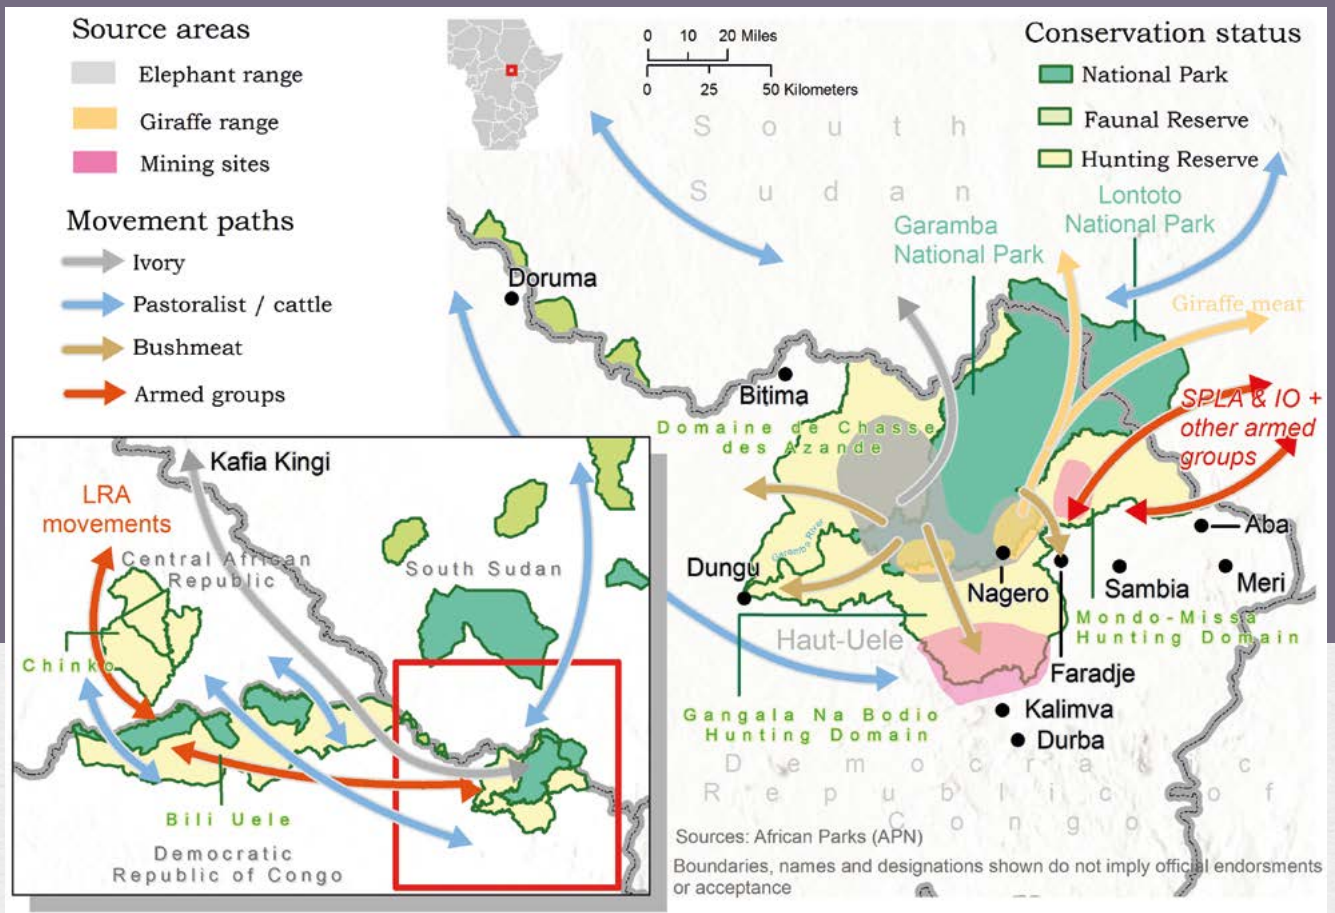 Source areas
Elephant range
Giraffe range
Mining sites
Movement paths
Ivory
Pastoralist / cattle
Bushmeat
Armed groups
0 10 20 Miles
0 25 50 Kilometers
Conservation status
National Park
Faunal Reserve
Hunting Reserve
South
Sudan
Lontoto
National Park
Garamba
National Park
Doruma
Giraffe meat
Bitima
SPLA & IO +
other armed
groups
Domaine de Chasse
des Azande
Garamba River
Aba
Dungu
Nagero
Sambia
Meri
Mondo-Missa
Hunting Domain
Haut-Uele
Faradje
Gangala Na Bodio
Hunting Domain
Kalimva
Durba
Democratic
Republic of
Congo
Sources: African Parks (APN)
Boundaries, names and designations shown do not imply official endorsments
or acceptance
Kafia Kingi
LRA
movements
Central African
Republic
South Sudan
Chinko
Bili Uele
Democratic
Republic of Congo